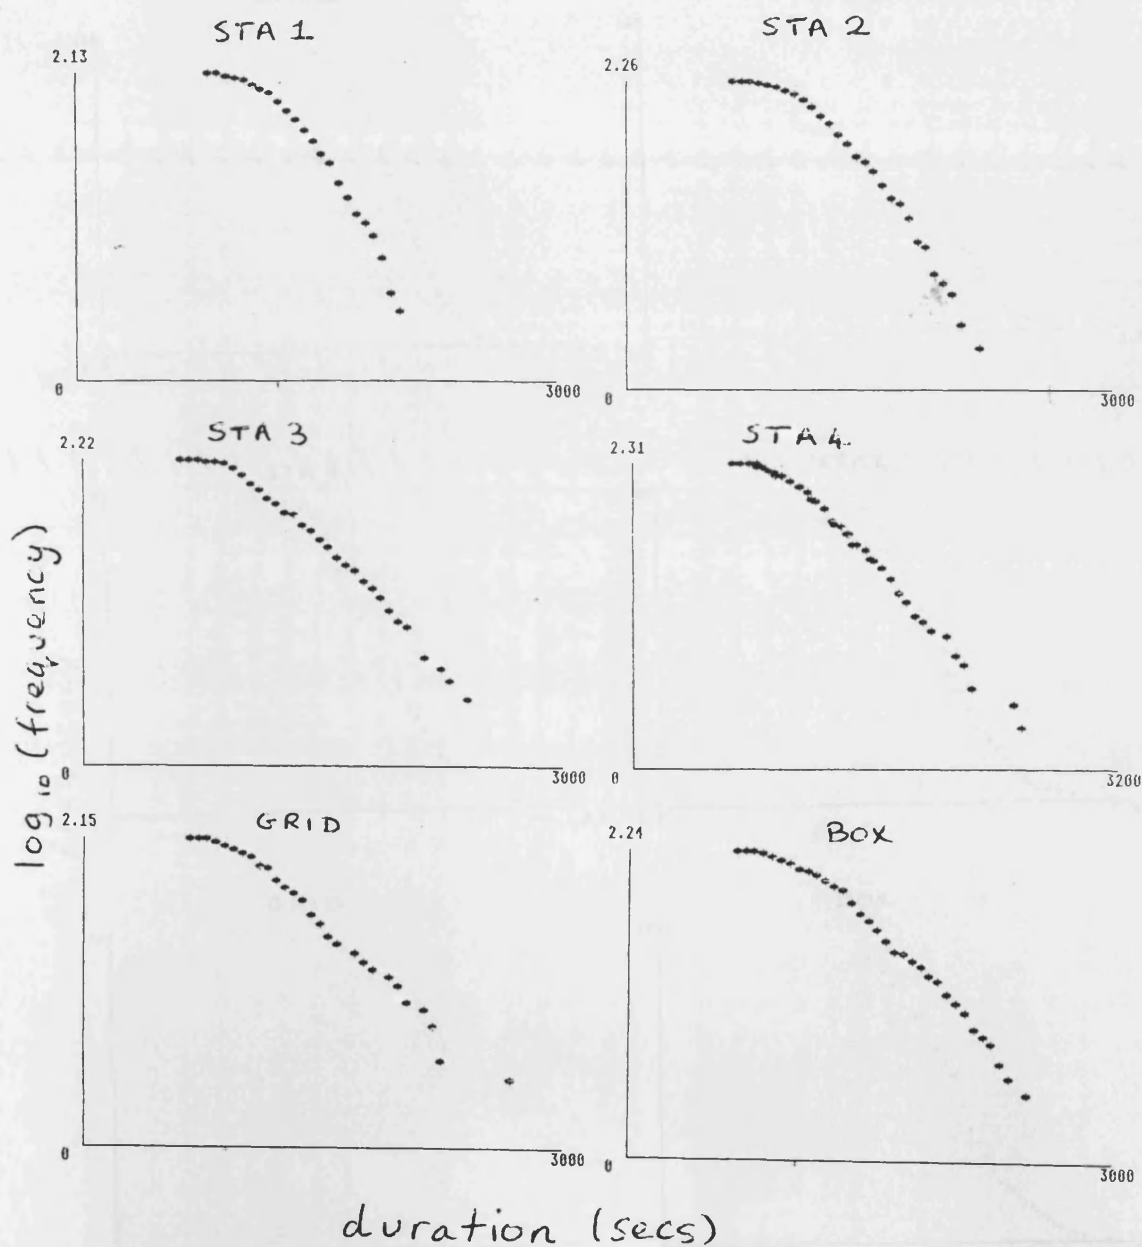 STA 1
STA 2
2.13
2.26
0
3000
0
3000
STA 3
STA 4
2.22
2.31
0
3000
0
3200
log10 (frequency)
GRID
BOX
2.15
2.21
0
3000
0
3000
duration (secs)